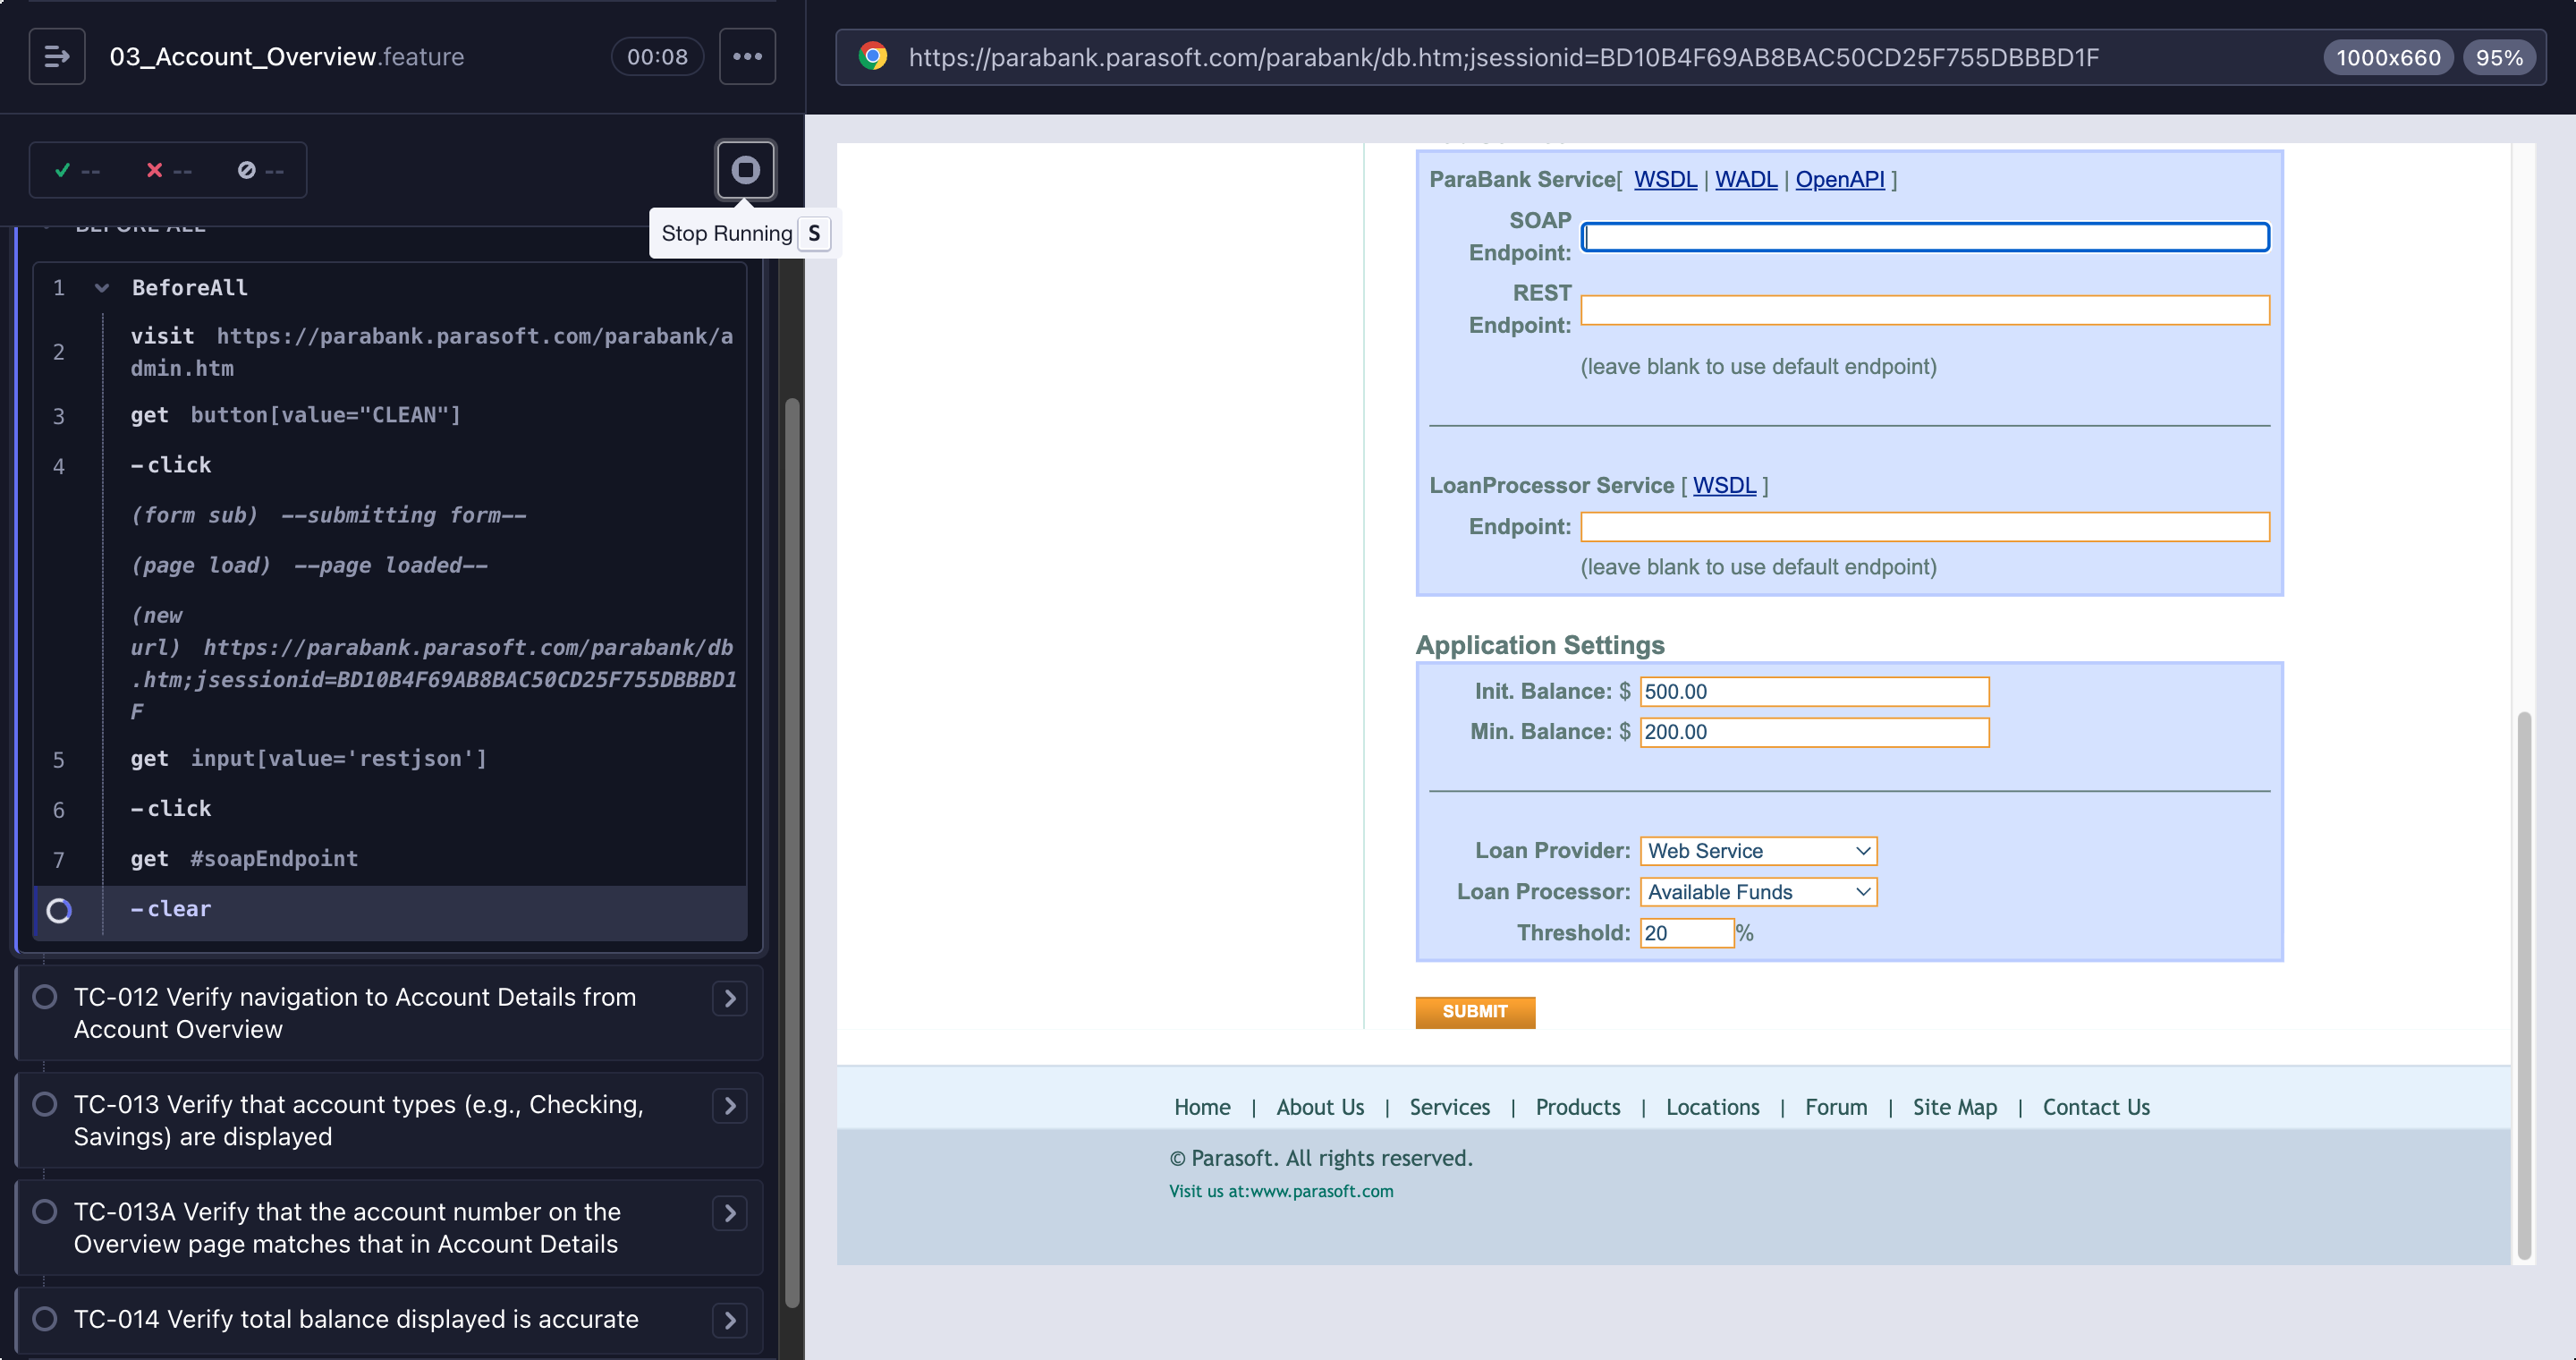 03_Account_Overview.feature
00:08
https://parabank.parasoft.com/parabank/db.htm;jsessionid=BD10B4F69AB8BAC50CD25F755DBBBD1F
1000x660
95%
--
--
--
Stop Running S
BEFORE ALL
1 BeforeAll
2 visit https://parabank.parasoft.com/parabank/a
dmin.htm
3 get button[value="CLEAN"]
4 -click
(form sub) --submitting form--
(page load) --page loaded--
(new
url) https://parabank.parasoft.com/parabank/db
.htm;jsessionid=BD10B4F69AB8BAC50CD25F755DBBBD1
F
5 get input[value='restjson']
6 -click
7 get #soapEndpoint
-clear
TC-012 Verify navigation to Account Details from
Account Overview
TC-013 Verify that account types (e.g., Checking,
Savings) are displayed
TC-013A Verify that the account number on the
Overview page matches that in Account Details
TC-014 Verify total balance displayed is accurate
ParaBank Service[ WSDL | WADL | OpenAPI ]
SOAP
Endpoint:
REST
Endpoint:
(leave blank to use default endpoint)
LoanProcessor Service [ WSDL ]
Endpoint:
(leave blank to use default endpoint)
Application Settings
Init. Balance: $ 500.00
Min. Balance: $ 200.00
Loan Provider: Web Service
Loan Processor: Available Funds
Threshold: 20 %
SUBMIT
Home | About Us | Services | Products | Locations | Forum | Site Map | Contact Us
© Parasoft. All rights reserved.
Visit us at:www.parasoft.com